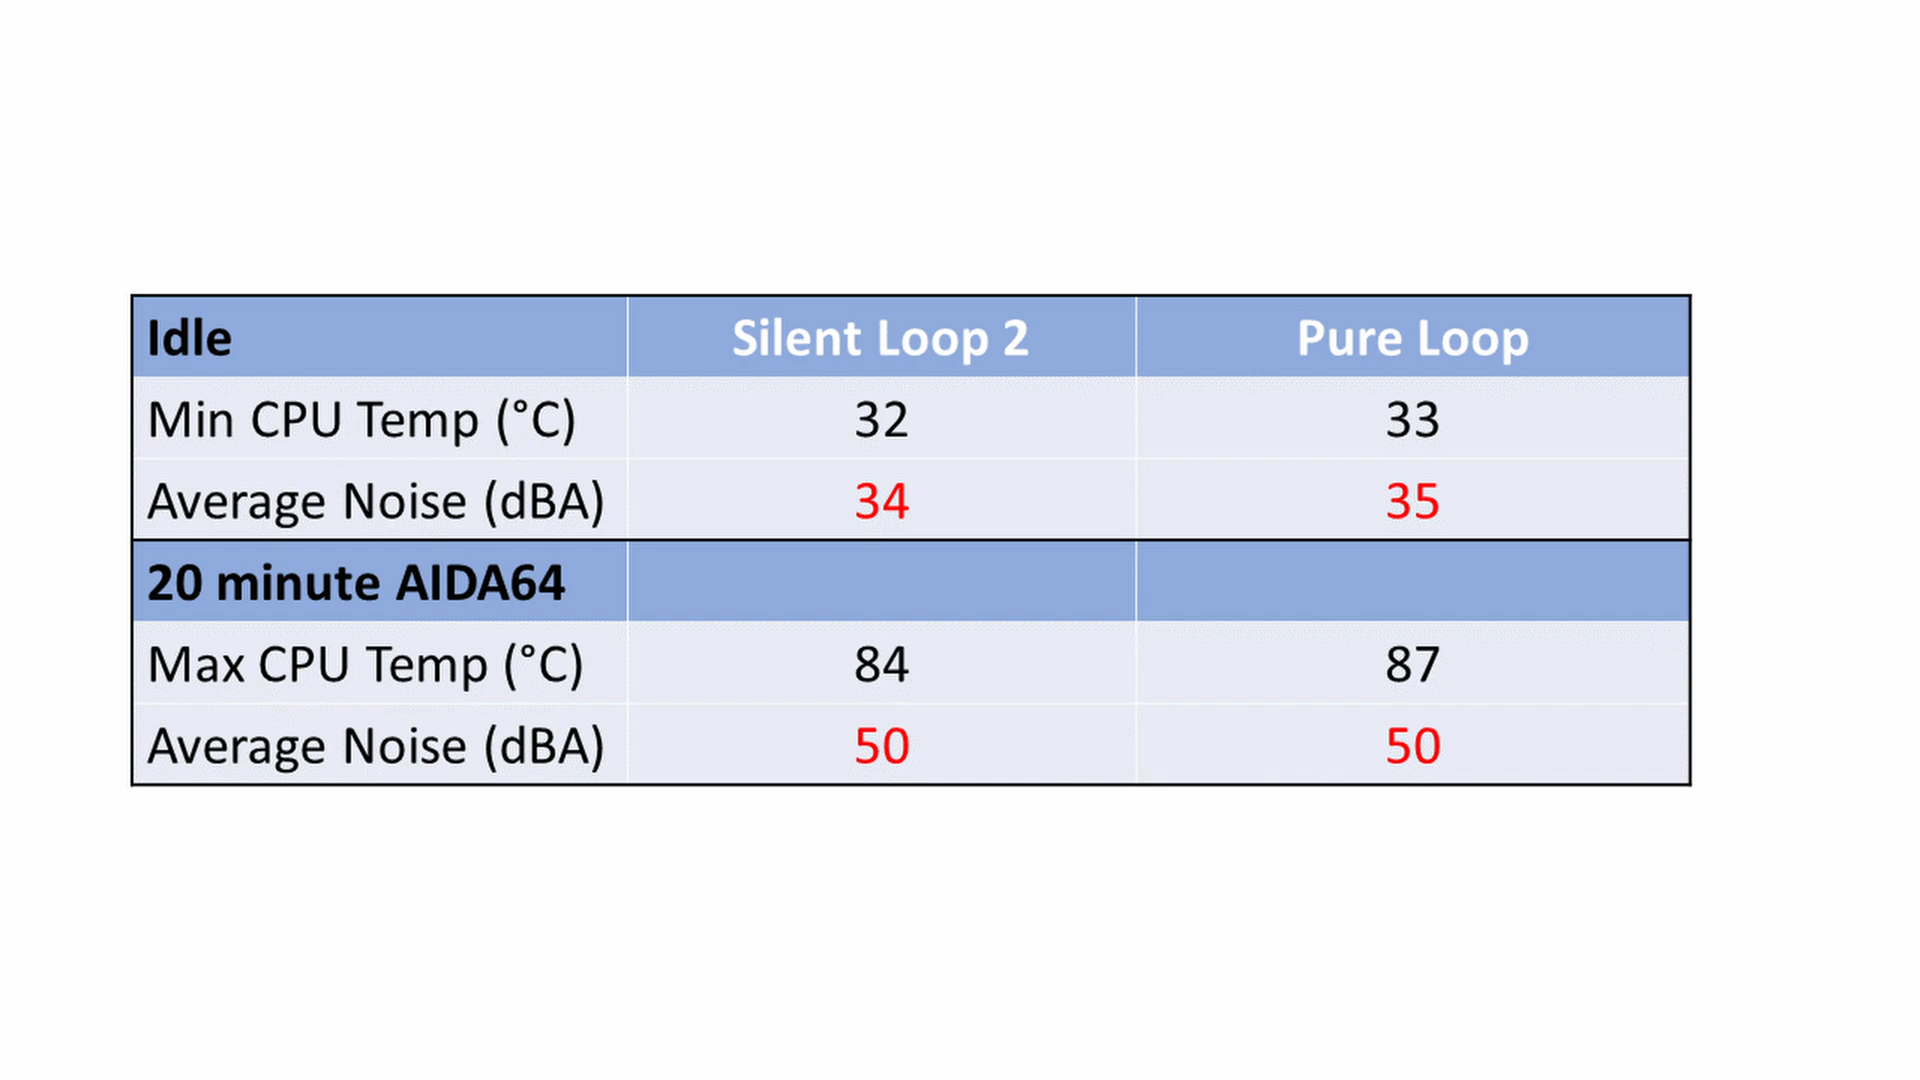 Idle Silent Loop 2 Pure Loop
Min CPU Temp (°C) 32 33
Average Noise (dBA) 34 35
20 minute AIDA64
Max CPU Temp (°C) 84 87
Average Noise (dBA) 50 50